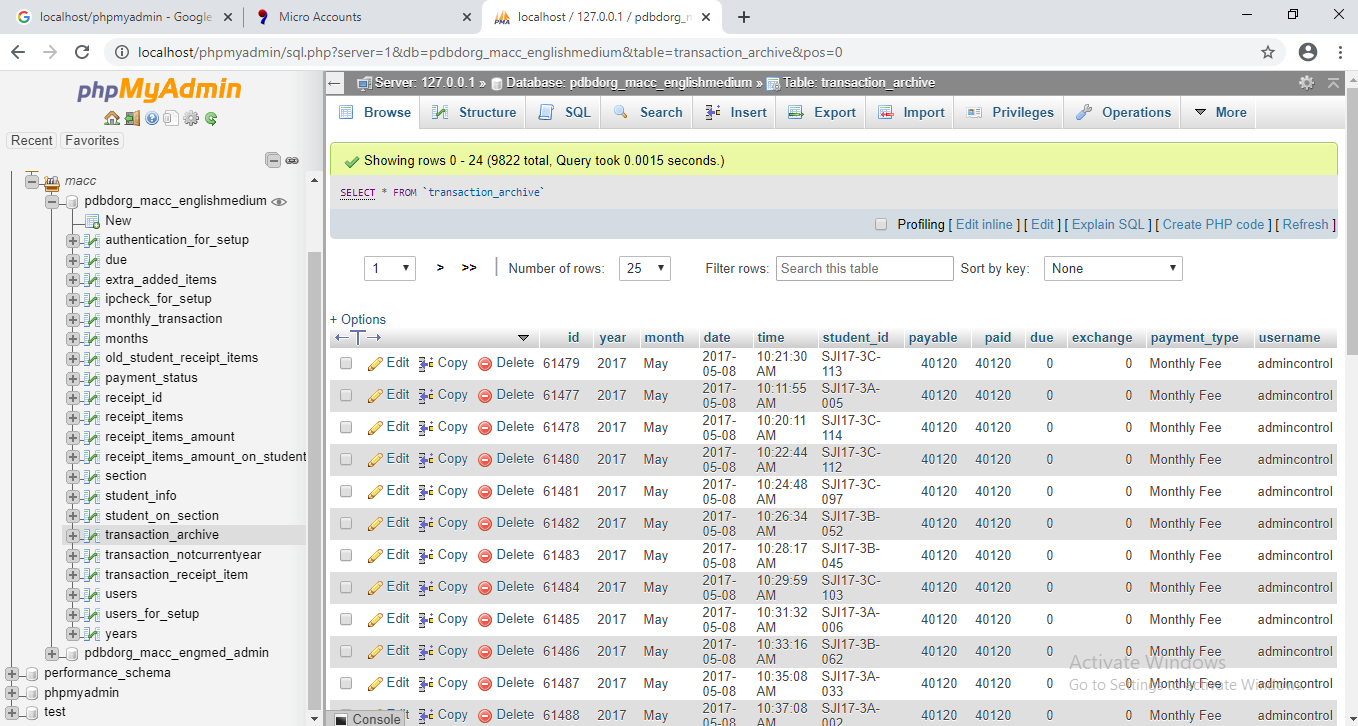 localhost/phpmyadmin - Google
Micro Accounts
localhost / 127.0.0.1 / pdbdorg_m
localhost/phpmyadmin/sql.php?server=1&db=pdbdorg_macc_englishmedium&table=transaction_archive&pos=0
phpMyAdmin
Recent Favorites
macc
pdbdorg_macc_englishmedium
New
authentication_for_setup
due
extra_added_items
ipcheck_for_setup
monthly_transaction
months
old_student_receipt_items
payment_status
receipt_id
receipt_items
receipt_items_amount
receipt_items_amount_on_student
section
student_info
student_on_section
transaction_archive
transaction_notcurrentyear
transaction_receipt_item
users
users_for_setup
years
pdbdorg_macc_engmed_admin
performance_schema
phpmyadmin
test
Server: 127.0.0.1 » Database: pdbdorg_macc_englishmedium » Table: transaction_archive
Browse Structure SQL Search Insert Export Import Privileges Operations More
Showing rows 0 - 24 (9822 total, Query took 0.0015 seconds.)
SELECT * FROM `transaction_archive`
Profiling [ Edit inline ] [ Edit ] [ Explain SQL ] [ Create PHP code ] [ Refresh ]
1 > >> Number of rows: 25 Filter rows: Search this table Sort by key: None
+ Options
id year month date time student_id payable paid due exchange payment_type username
Edit Copy Delete 61479 2017 May 2017-05-08 10:21:30 AM SJI17-3C-113 40120 40120 0 0 Monthly Fee admincontrol
Edit Copy Delete 61477 2017 May 2017-05-08 10:11:55 AM SJI17-3A-005 40120 40120 0 0 Monthly Fee admincontrol
Edit Copy Delete 61478 2017 May 2017-05-08 10:20:11 AM SJI17-3C-114 40120 40120 0 0 Monthly Fee admincontrol
Edit Copy Delete 61480 2017 May 2017-05-08 10:22:44 AM SJI17-3C-112 40120 40120 0 0 Monthly Fee admincontrol
Edit Copy Delete 61481 2017 May 2017-05-08 10:24:48 AM SJI17-3C-097 40120 40120 0 0 Monthly Fee admincontrol
Edit Copy Delete 61482 2017 May 2017-05-08 10:26:34 AM SJI17-3B-052 40120 40120 0 0 Monthly Fee admincontrol
Edit Copy Delete 61483 2017 May 2017-05-08 10:28:17 AM SJI17-3B-045 40120 40120 0 0 Monthly Fee admincontrol
Edit Copy Delete 61484 2017 May 2017-05-08 10:29:59 AM SJI17-3C-103 40120 40120 0 0 Monthly Fee admincontrol
Edit Copy Delete 61485 2017 May 2017-05-08 10:31:32 AM SJI17-3A-006 40120 40120 0 0 Monthly Fee admincontrol
Edit Copy Delete 61486 2017 May 2017-05-08 10:33:16 AM SJI17-3B-062 40120 40120 0 0 Monthly Fee admincontrol
Edit Copy Delete 61487 2017 May 2017-05-08 10:35:08 AM SJI17-3A-033 40120 40120 0 0 Monthly Fee admincontrol
Edit Copy Delete 61488 2017 May 2017-05-08 10:37:08 AM SJI17-3A-002 40120 40120 0 0 Monthly Fee admincontrol
Activate Windows
Go to Settings to activate Windows.
Console